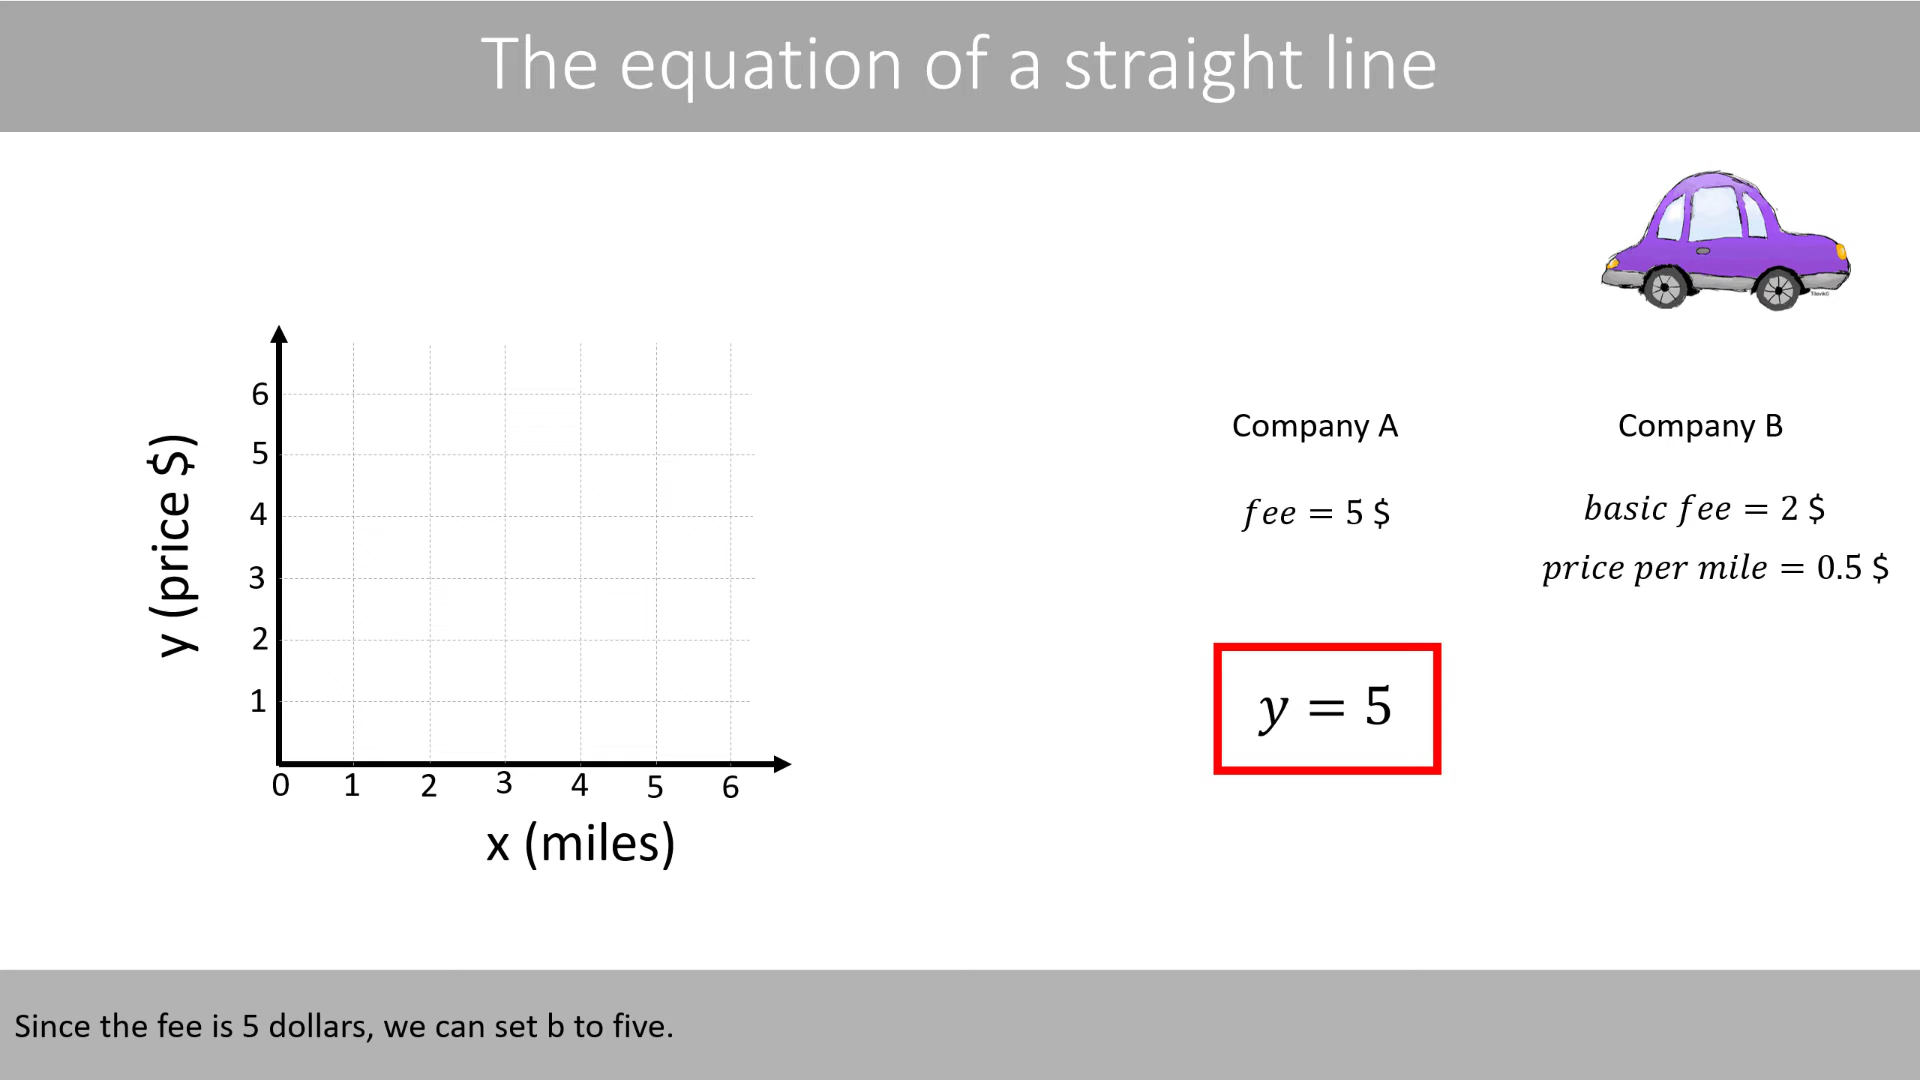 The equation of a straight line
y (price $)
6
5
4
3
2
1
0 1 2 3 4 5 6
x (miles)
Company A
fee = 5 $
y = 5
Company B
basic fee = 2 $
price per mile = 0.5 $
Since the fee is 5 dollars, we can set b to five.